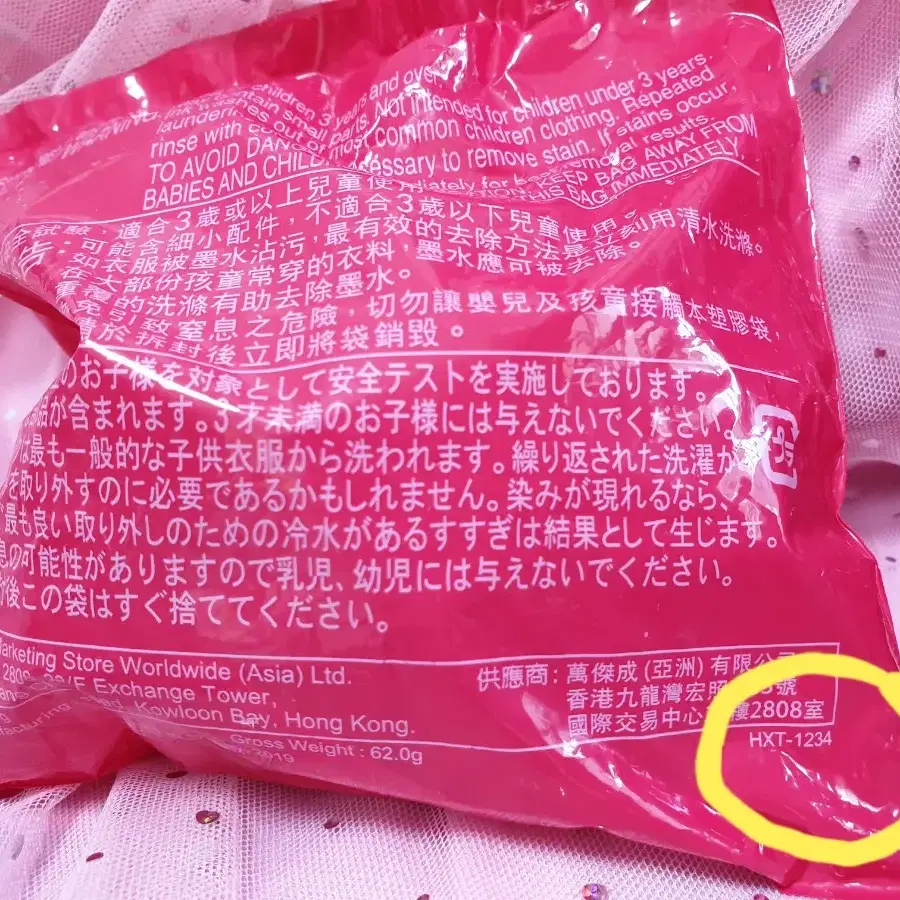 children 3 years and over
small parts. Not intended for children under 3 years.
most common children clothing. Repeated
rinse with necessary to remove stain. If stains occur,
removal results.
TO AVOID KEEP BAG AWAY FROM
BABIES AND THIS BAG IMMEDIATELY.
適合3歲或以上兒童使用
可能含細小配件，不適合3歲以下兒童使用。
如衣服被墨水沾污，最有效的去除方法是立刻用清水洗滌。
在大部份孩童常穿的衣料，墨水應可被去除。
的洗滌有助去除墨水。
引致窒息之危險，切勿讓嬰兒及孩童接觸本塑膠袋，
於拆封後立即將袋銷毀。
のお子様を対象として安全テストを実施しております。
が含まれます。3才未満のお子様には与えないでください。
は最も一般的な子供衣服から洗われます。繰り返された洗濯が
を取り外すのに必要であるかもしれません。染みが現れるなら、
最も良い取り外しのための冷水があるすすぎは結果として生じます。
の可能性がありますので乳児、幼児には与えないでください。
後この袋はすぐ捨ててください。
プラ
Marketing Store Worldwide (Asia) Ltd.
Exchange Tower,
Kowloon Bay, Hong Kong.
Gross Weight : 62.0g
2019
供應商：萬傑成（亞洲）有限公司
香港九龍灣宏照 號
國際交易中心 樓2808室
HXT-1234